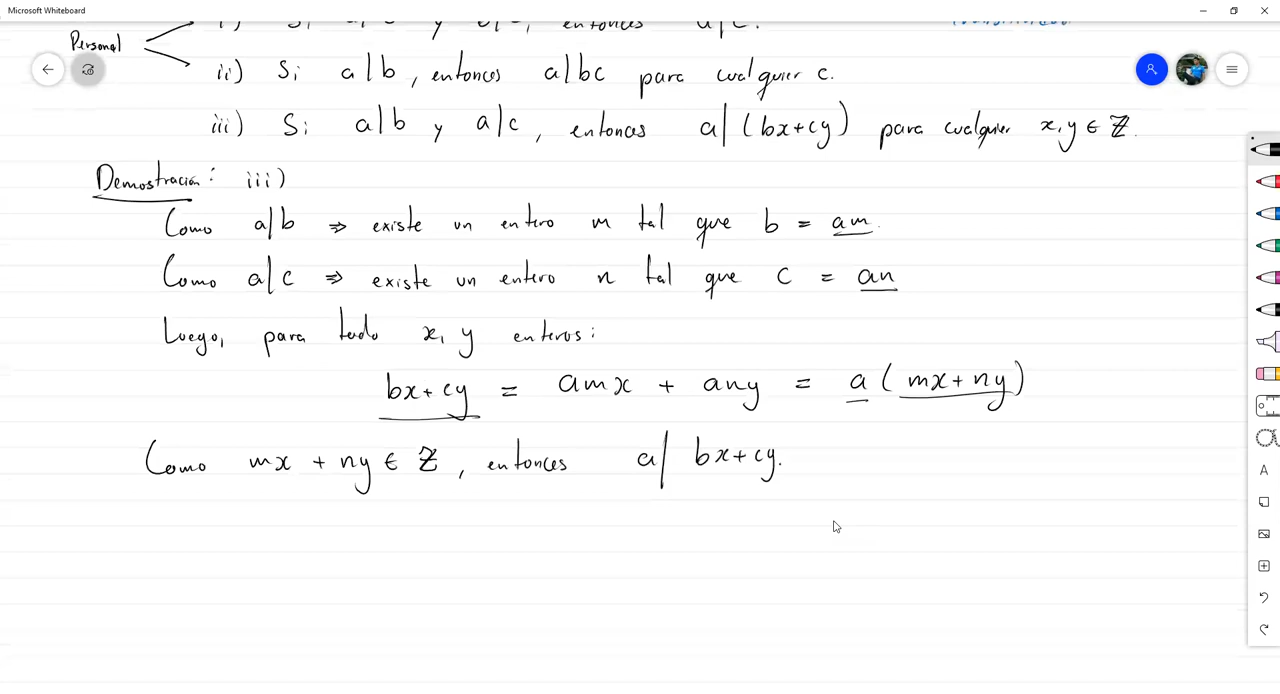 Microsoft Whiteboard
entonces a|c.
Personal
ii) Si a|b, entonces a|bc para cualquier c.
iii) Si a|b y a|c, entonces a|(bx+cy) para cualquier x,y ∈ ℤ.
Demostración: iii)
Como a|b ⇒ existe un entero m tal que b = am.
Como a|c ⇒ existe un entero n tal que c = an
Luego, para todo x, y enteros:
bx+cy = amx + any = a(mx+ny)
Como mx + ny ∈ ℤ, entonces a| bx+cy.
A